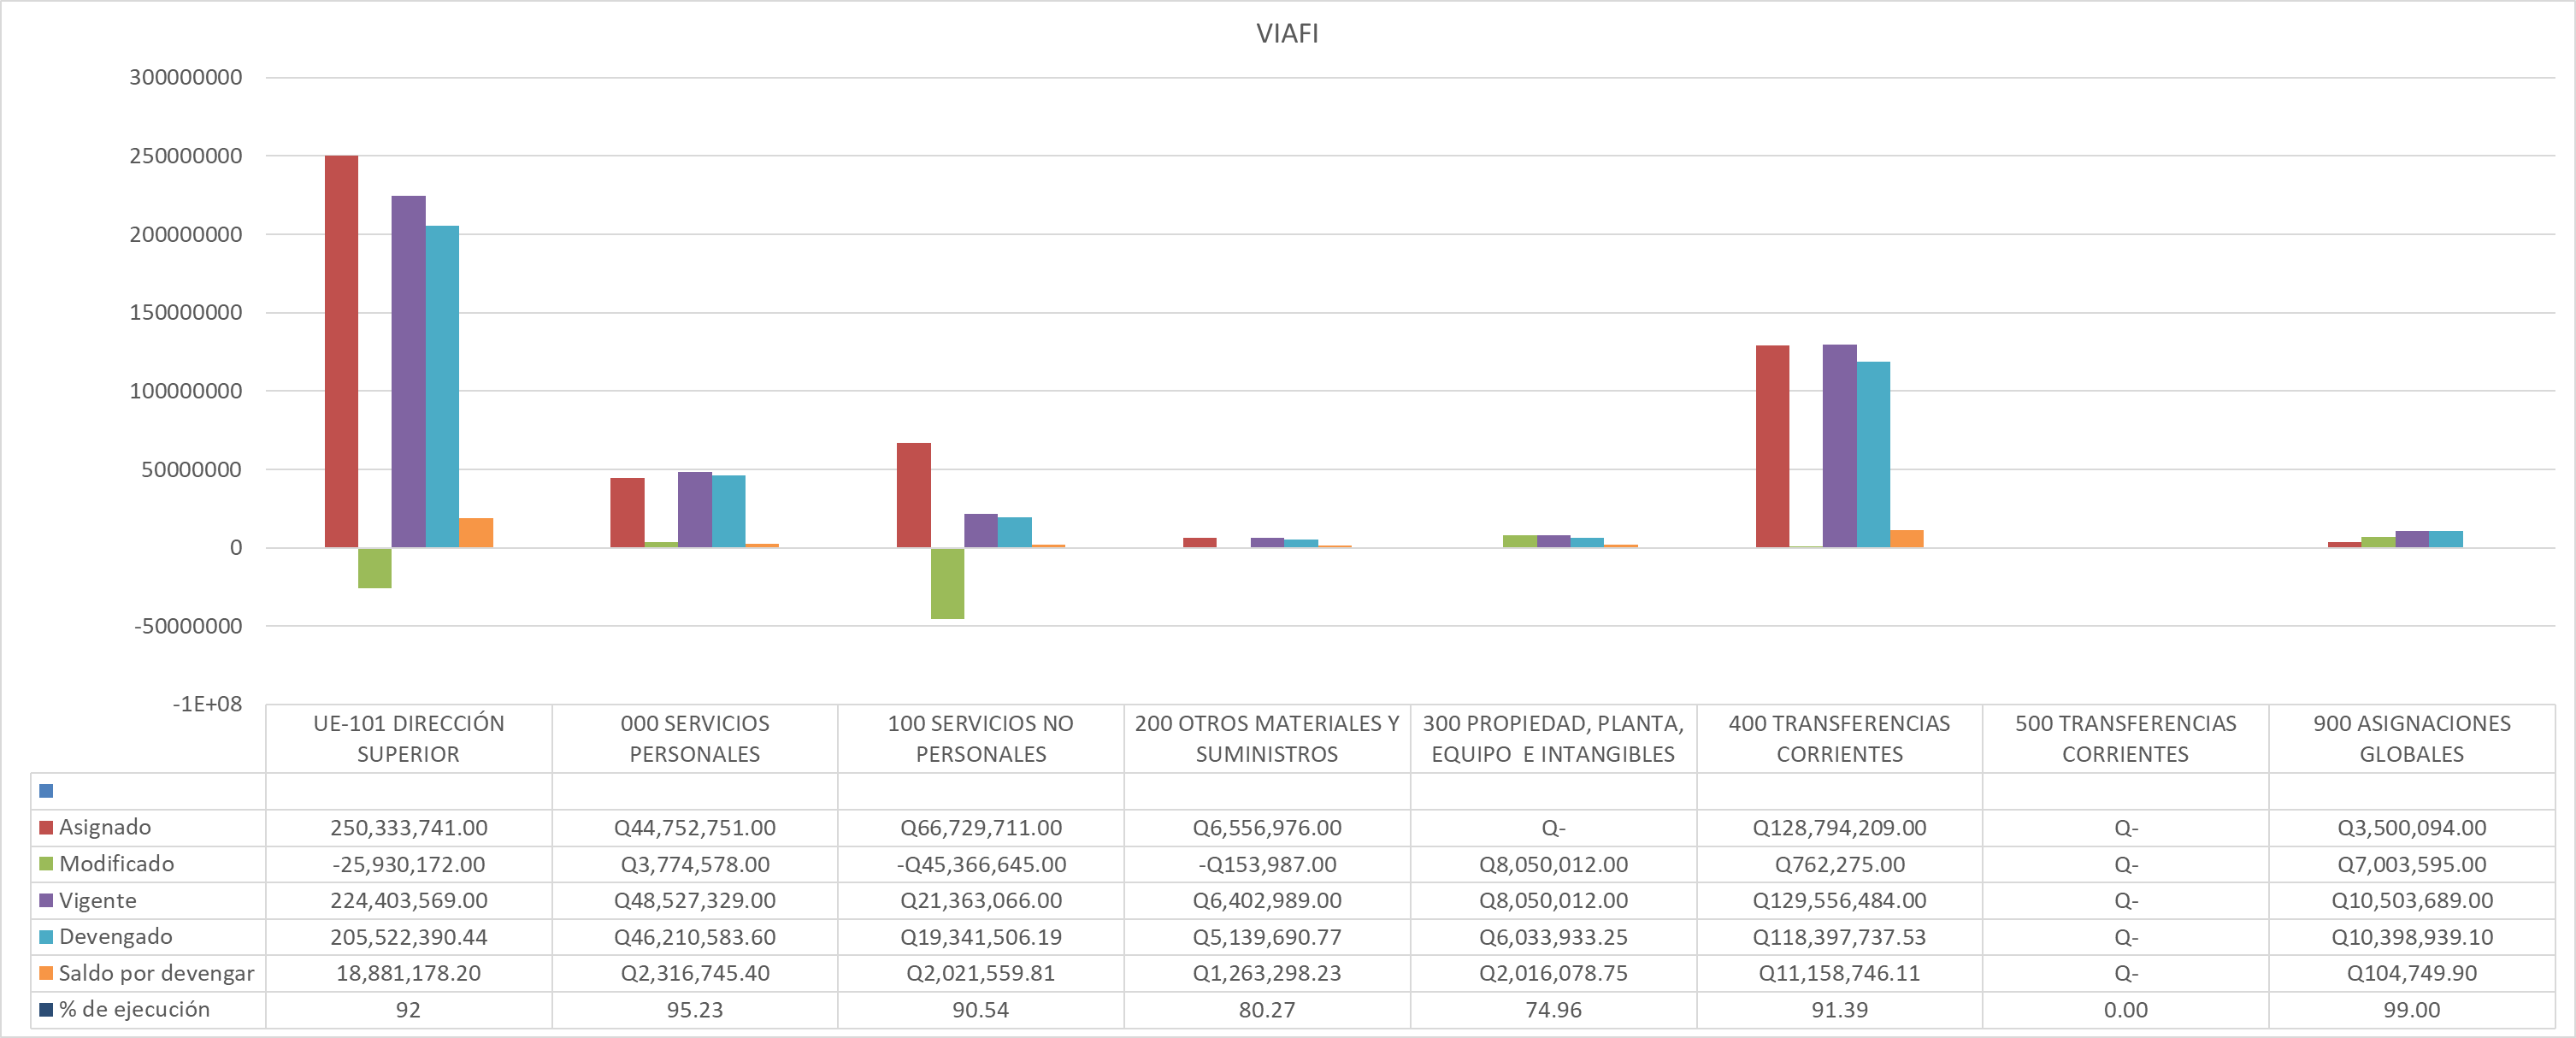 VIAFI
300000000
250000000
200000000
150000000
100000000
50000000
0
-50000000
-1E+08
UE-101 DIRECCIÓN SUPERIOR
000 SERVICIOS PERSONALES
100 SERVICIOS NO PERSONALES
200 OTROS MATERIALES Y SUMINISTROS
300 PROPIEDAD, PLANTA, EQUIPO  E INTANGIBLES
400 TRANSFERENCIAS CORRIENTES
500 TRANSFERENCIAS CORRIENTES
900 ASIGNACIONES GLOBALES
Asignado 250,333,741.00 Q44,752,751.00 Q66,729,711.00 Q6,556,976.00 Q- Q128,794,209.00 Q- Q3,500,094.00
Modificado -25,930,172.00 Q3,774,578.00 -Q45,366,645.00 -Q153,987.00 Q8,050,012.00 Q762,275.00 Q- Q7,003,595.00
Vigente 224,403,569.00 Q48,527,329.00 Q21,363,066.00 Q6,402,989.00 Q8,050,012.00 Q129,556,484.00 Q- Q10,503,689.00
Devengado 205,522,390.44 Q46,210,583.60 Q19,341,506.19 Q5,139,690.77 Q6,033,933.25 Q118,397,737.53 Q- Q10,398,939.10
Saldo por devengar 18,881,178.20 Q2,316,745.40 Q2,021,559.81 Q1,263,298.23 Q2,016,078.75 Q11,158,746.11 Q- Q104,749.90
% de ejecución 92 95.23 90.54 80.27 74.96 91.39 0.00 99.00